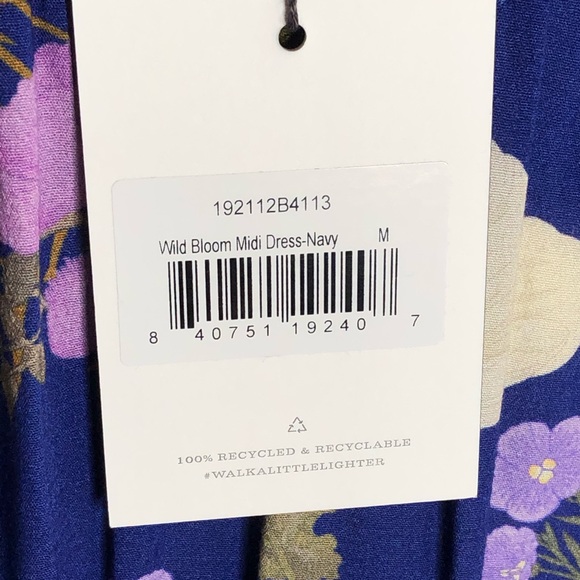 192112B4113
Wild Bloom Midi Dress-Navy M
8 40751 19240 7
100% RECYCLED & RECYCLABLE
#WALKALITTLELIGHTER